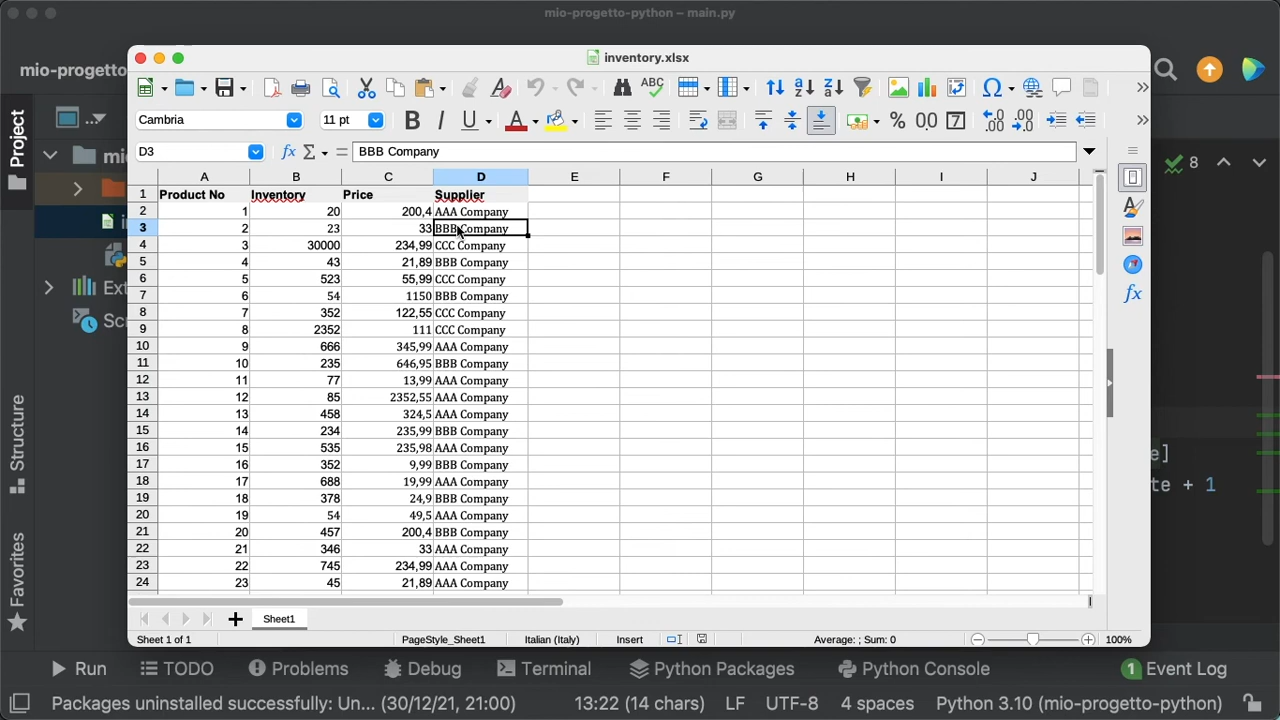 mio-progetto-python – main.py
mio-progetto
inventory.xlsx
Cambria 11 pt
D3 fx Σ = BBB Company
A B C D E F G H I J
1 Product No Inventory Price Supplier
2 1 20 200,4 AAA Company
3 2 23 33 BBB Company
4 3 30000 234,99 CCC Company
5 4 43 21,89 BBB Company
6 5 523 55,99 CCC Company
7 6 54 1150 BBB Company
8 7 352 122,55 CCC Company
9 8 2352 111 CCC Company
10 9 666 345,99 AAA Company
11 10 235 646,95 BBB Company
12 11 77 13,99 AAA Company
13 12 85 2352,55 AAA Company
14 13 458 324,5 AAA Company
15 14 234 235,99 BBB Company
16 15 535 235,98 AAA Company
17 16 352 9,99 BBB Company
18 17 688 19,99 AAA Company
19 18 378 24,9 BBB Company
20 19 54 49,5 AAA Company
21 20 457 200,4 BBB Company
22 21 346 33 AAA Company
23 22 745 234,99 AAA Company
24 23 45 21,89 AAA Company
Sheet1
Sheet 1 of 1 PageStyle_Sheet1 Italian (Italy) Insert Average: ; Sum: 0 100%
Project
Structure
Favorites
mi
Ext
Scr
8
e]
te + 1
Run TODO Problems Debug Terminal Python Packages Python Console 1 Event Log
Packages uninstalled successfully: Un... (30/12/21, 21:00) 13:22 (14 chars) LF UTF-8 4 spaces Python 3.10 (mio-progetto-python)